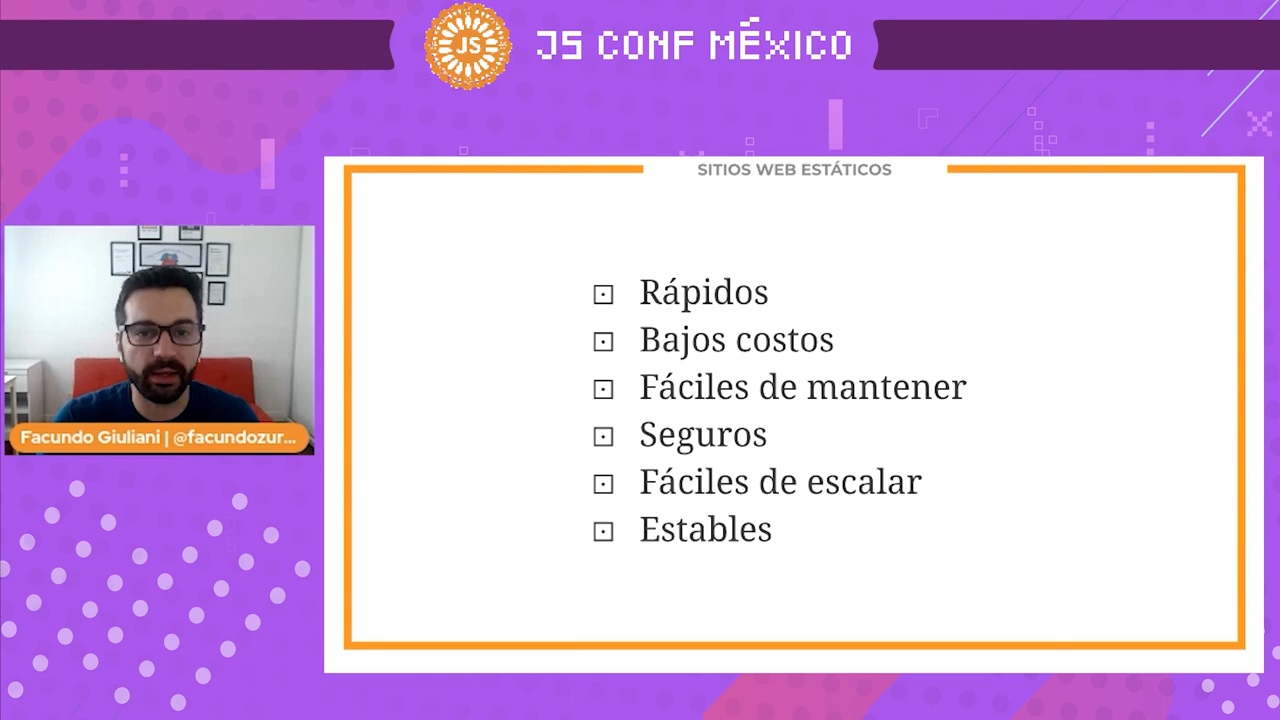 JS
JS CONF MÉXICO
SITIOS WEB ESTÁTICOS
Rápidos
Bajos costos
Fáciles de mantener
Seguros
Fáciles de escalar
Estables
Facundo Giuliani | @facundozur...